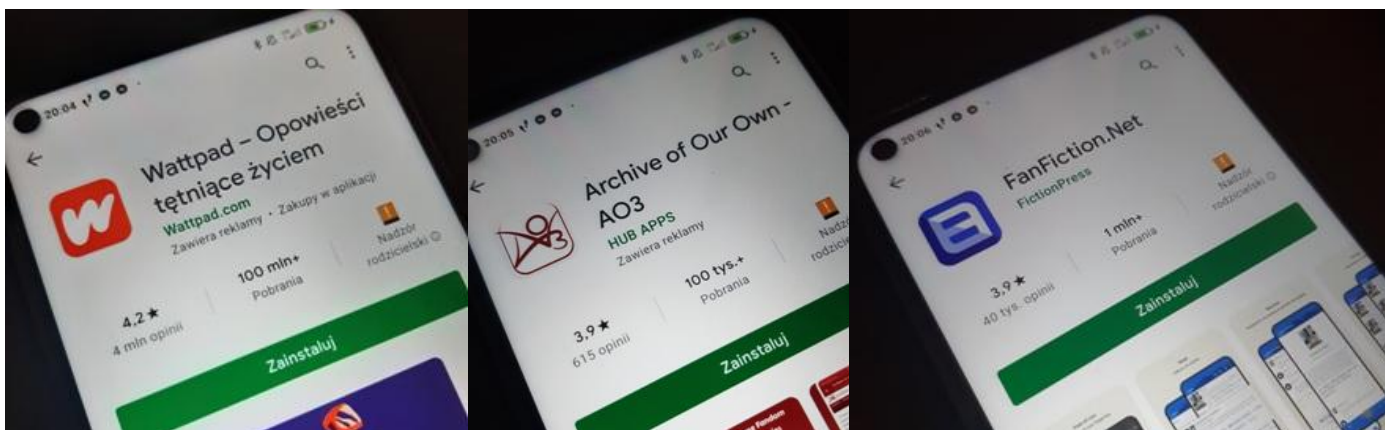 20:04
Wattpad – Opowieści
tętniące życiem
Wattpad.com
Zawiera reklamy · Zakupy w aplikacji
4,2★
4 mln opinii
100 mln+
Pobrania
Nadzór
rodzicielski
Zainstaluj
20:05
Archive of Our Own -
AO3
HUB APPS
Zawiera reklamy
3,9★
615 opinii
100 tys.+
Pobrania
Zainstaluj
20:06
FanFiction.Net
FictionPress
3,9★
40 tys. opinii
1 mln+
Pobrania
Nadzór
rodzicielski
Zainstaluj